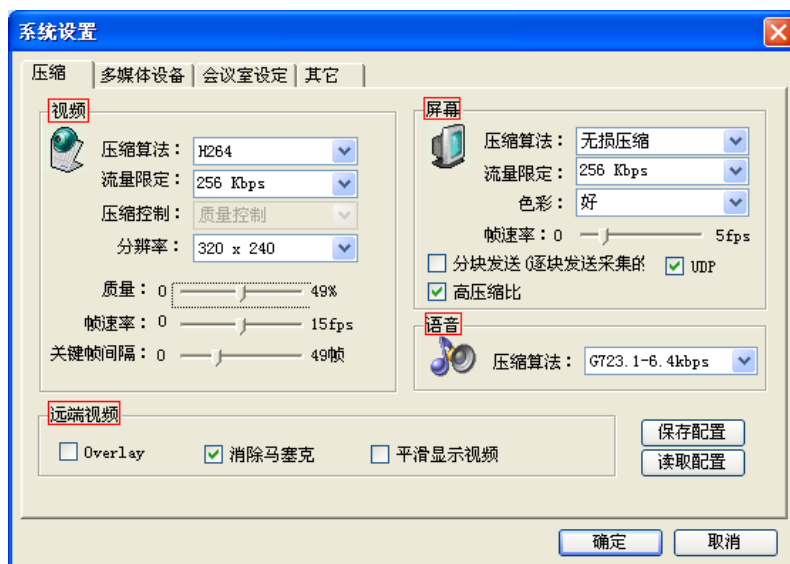 系统设置
压缩 多媒体设备 会议室设定 其它
视频
压缩算法： H264
流量限定： 256 Kbps
压缩控制： 质量控制
分辨率： 320 x 240
质量： 0 49%
帧速率： 0 15fps
关键帧间隔： 0 49帧
屏幕
压缩算法： 无损压缩
流量限定： 256 Kbps
色彩： 好
帧速率： 0 5fps
分块发送(逐块发送采集的 UDP
高压缩比
语音
压缩算法： G723.1-6.4kbps
远端视频
Overlay 消除马塞克 平滑显示视频
保存配置
读取配置
确定 取消